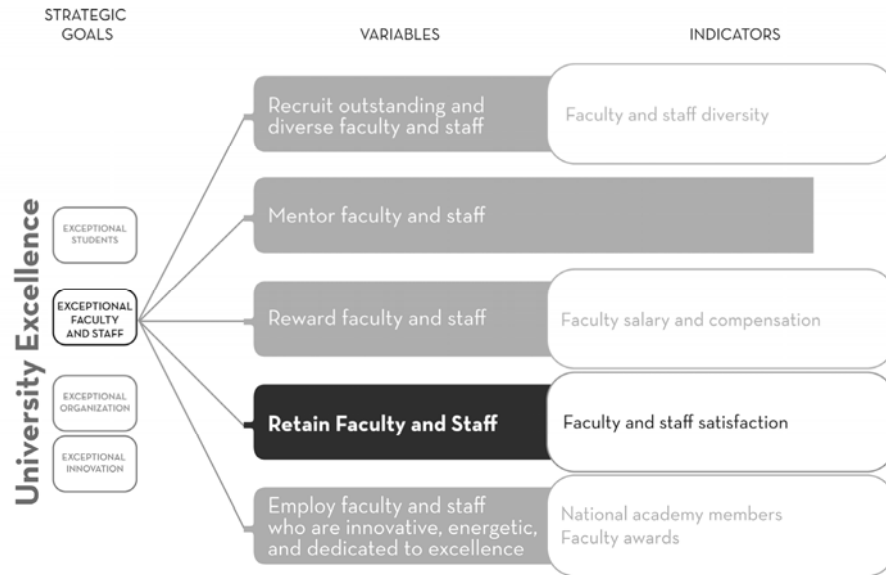 STRATEGIC
GOALS
VARIABLES
INDICATORS
University Excellence
EXCEPTIONAL
STUDENTS
EXCEPTIONAL
FACULTY
AND STAFF
EXCEPTIONAL
ORGANIZATION
EXCEPTIONAL
INNOVATION
Recruit outstanding and
diverse faculty and staff
Faculty and staff diversity
Mentor faculty and staff
Reward faculty and staff
Faculty salary and compensation
Retain Faculty and Staff
Faculty and staff satisfaction
Employ faculty and staff
who are innovative, energetic,
and dedicated to excellence
National academy members
Faculty awards